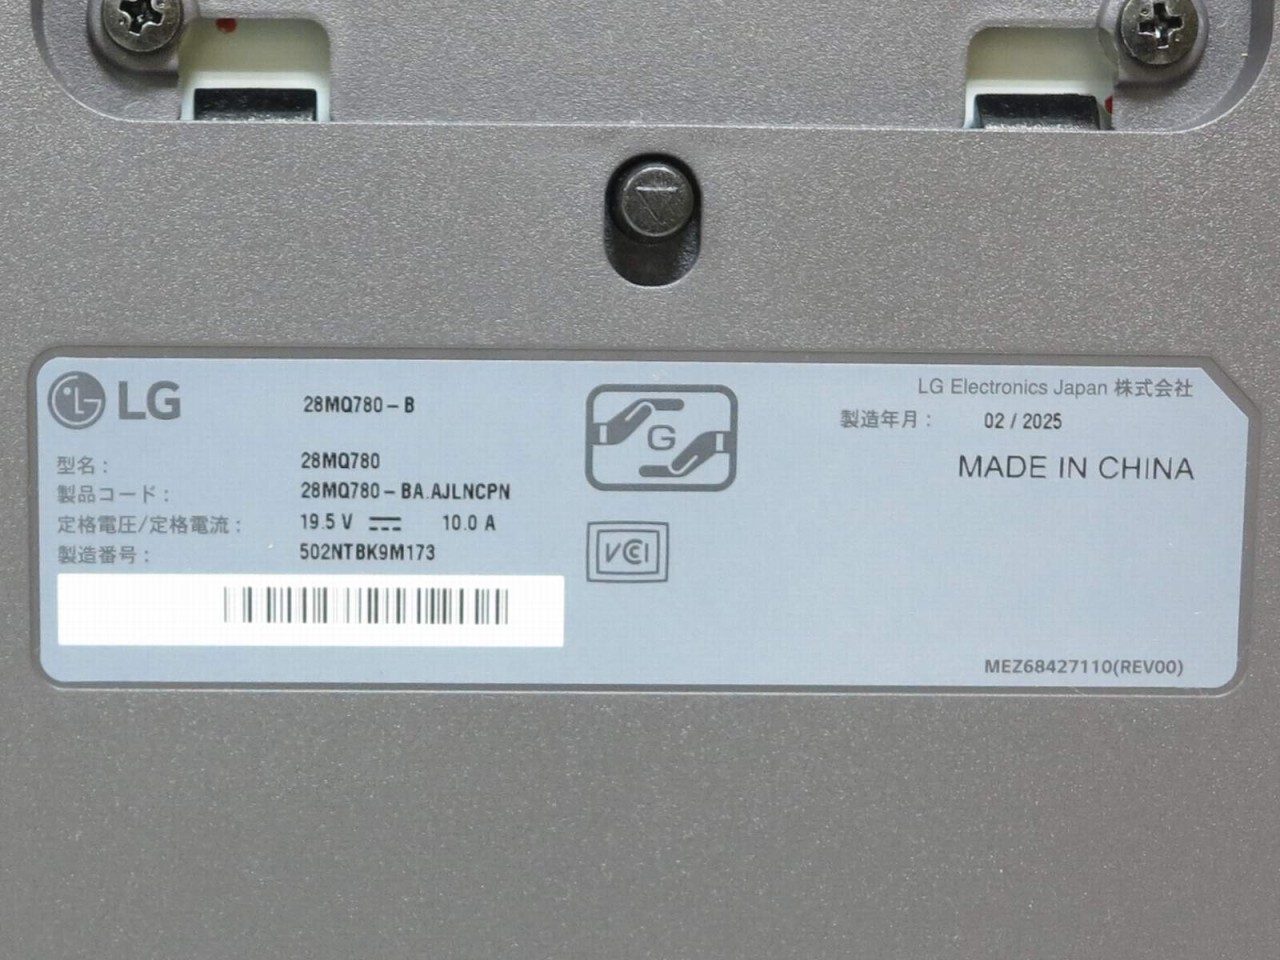 LG
28MQ780-B
型名: 28MQ780
製品コード: 28MQ780-BA.AJLNCPN
定格電圧/定格電流: 19.5 V 10.0 A
製造番号: 502NTBK9M173
G
VCCI
LG Electronics Japan 株式会社
製造年月: 02 / 2025
MADE IN CHINA
MEZ68427110(REV00)